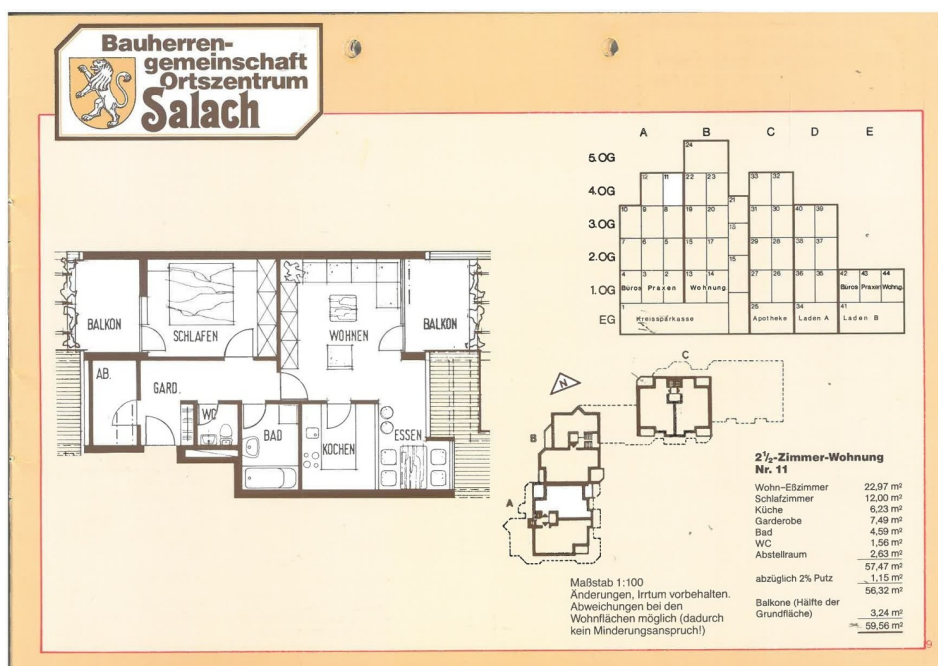 Bauherren-
gemeinschaft
Ortszentrum
Salach
A B C D E
5.OG 24
4.OG 12 11 22 23 33 32
21
3.OG 10 9 8 19 20 31 30 40 39
2.OG 7 6 5 15 17 29 28 38 37
15
1.OG 4 3 2 13 14 27 26 36 35 42 43 44
Büros Praxen Wohnung Büros Praxen Wohng.
EG 1 25 34 41
Kreissparkasse Apotheke Laden A Laden B
BALKON
SCHLAFEN
WOHNEN
BALKON
AB.
GARD.
WC
BAD
KOCHEN
ESSEN
N
C
B
A
2½-Zimmer-Wohnung
Nr. 11
Wohn-Eßzimmer 22,97 m²
Schlafzimmer 12,00 m²
Küche 6,23 m²
Garderobe 7,49 m²
Bad 4,59 m²
WC 1,56 m²
Abstellraum 2,63 m²
57,47 m²
abzüglich 2% Putz 1,15 m²
56,32 m²
Balkone (Hälfte der
Grundfläche) 3,24 m²
59,56 m²
Maßstab 1:100
Änderungen, Irrtum vorbehalten.
Abweichungen bei den
Wohnflächen möglich (dadurch
kein Minderungsanspruch!)
9